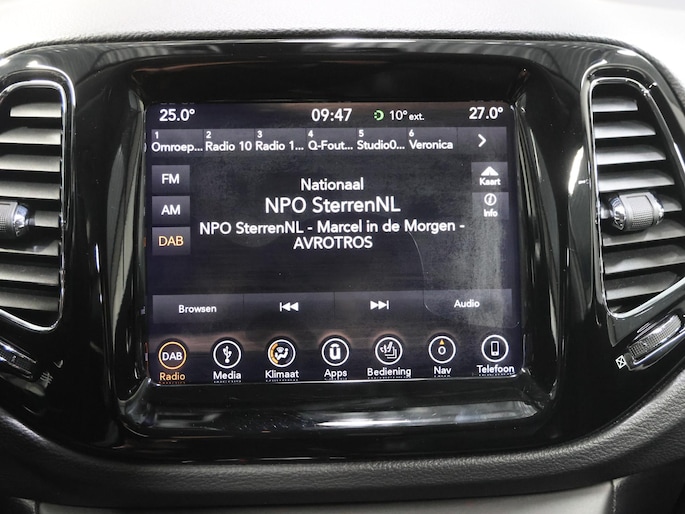 25.0°
09:47
10° ext.
27.0°
1 2 3 4 5 6
Omroep... Radio 10 Radio 1... Q-Fout... Studio0... Veronica
FM
AM
DAB
Nationaal
NPO SterrenNL
NPO SterrenNL - Marcel in de Morgen -
AVROTROS
Kaart
Info
Browsen
Audio
DAB
Radio Media Klimaat Apps Bediening Nav Telefoon